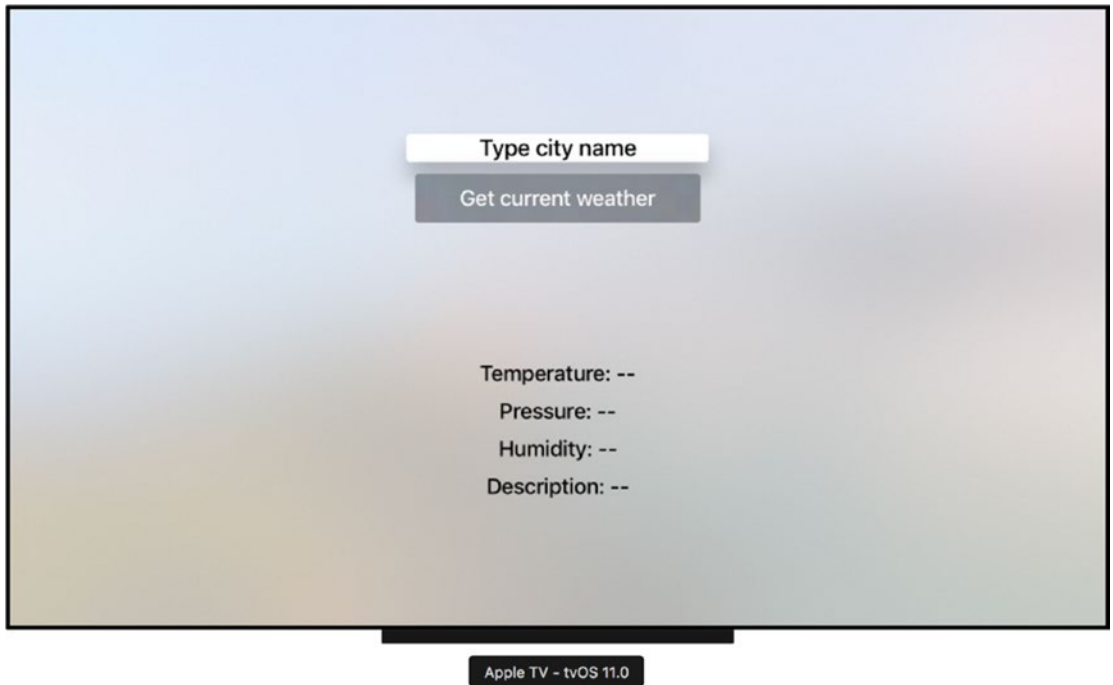 Type city name
Get current weather
Temperature: --
Pressure: --
Humidity: --
Description: --
Apple TV - tvOS 11.0